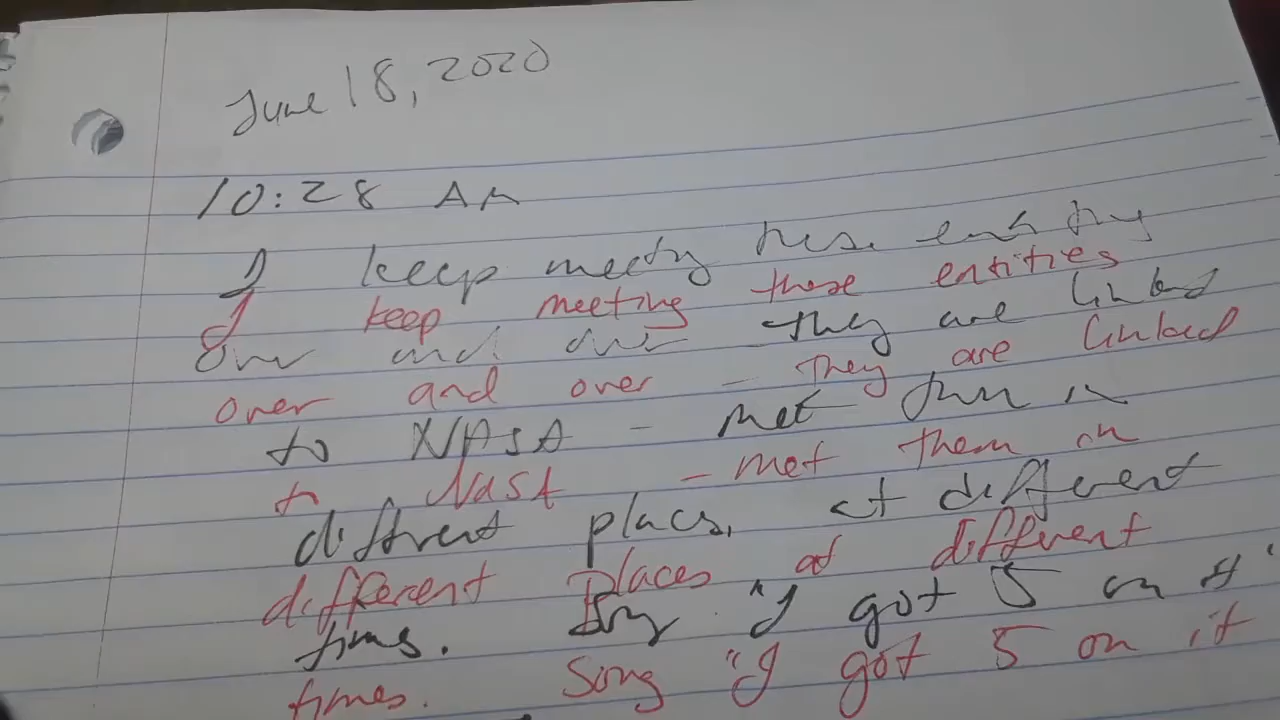 June 18, 2020
10:28 AM
I keep meeting these entity
I keep meeting these entities
over and over they are linked
over and over - They are linked
to NASA - met them in
to NASA - met them in
different places, at different
different Places at different
times. Song "I got 5 on it"
times. Song "I got 5 on it